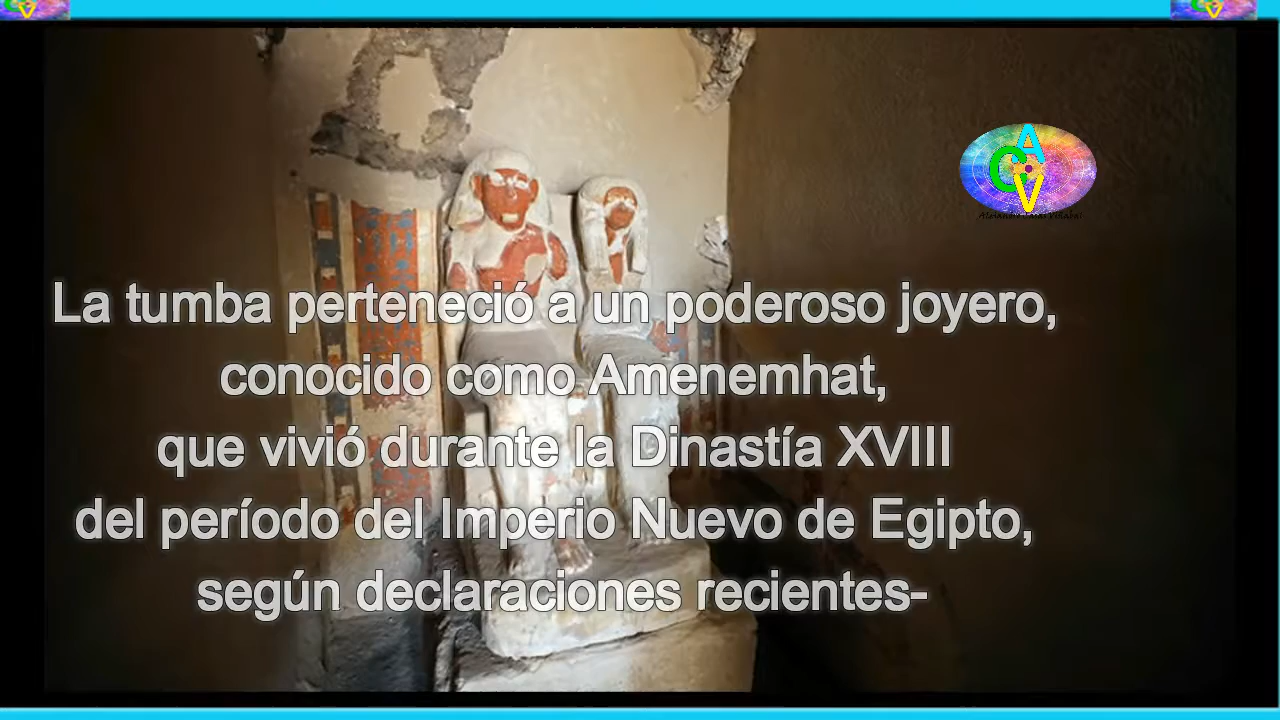 La tumba perteneció a un poderoso joyero,
conocido como Amenemhat,
que vivió durante la Dinastía XVIII
del período del Imperio Nuevo de Egipto,
según declaraciones recientes-
A
C
V